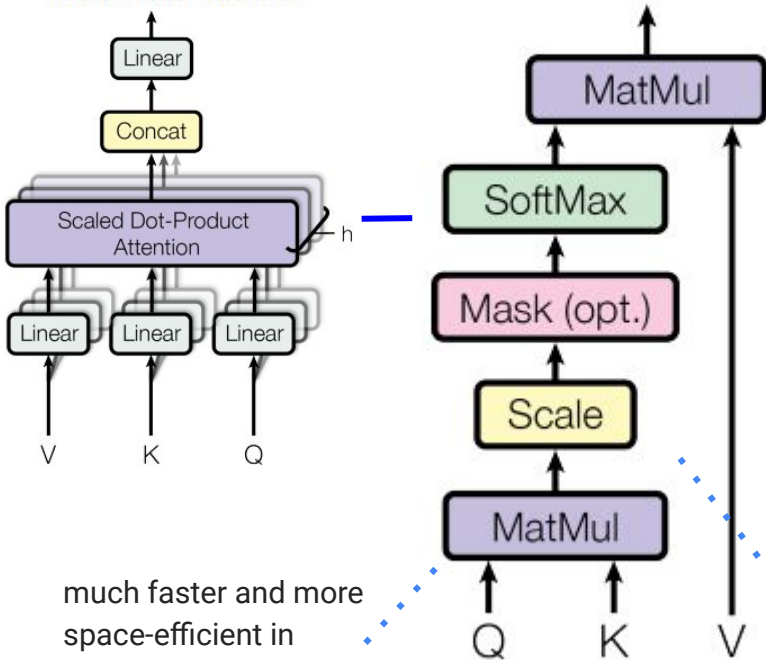 Linear
Concat
Scaled Dot-Product
Attention
h
Linear
Linear
Linear
V
K
Q
MatMul
SoftMax
Mask (opt.)
Scale
MatMul
Q
K
V
much faster and more
space-efficient in